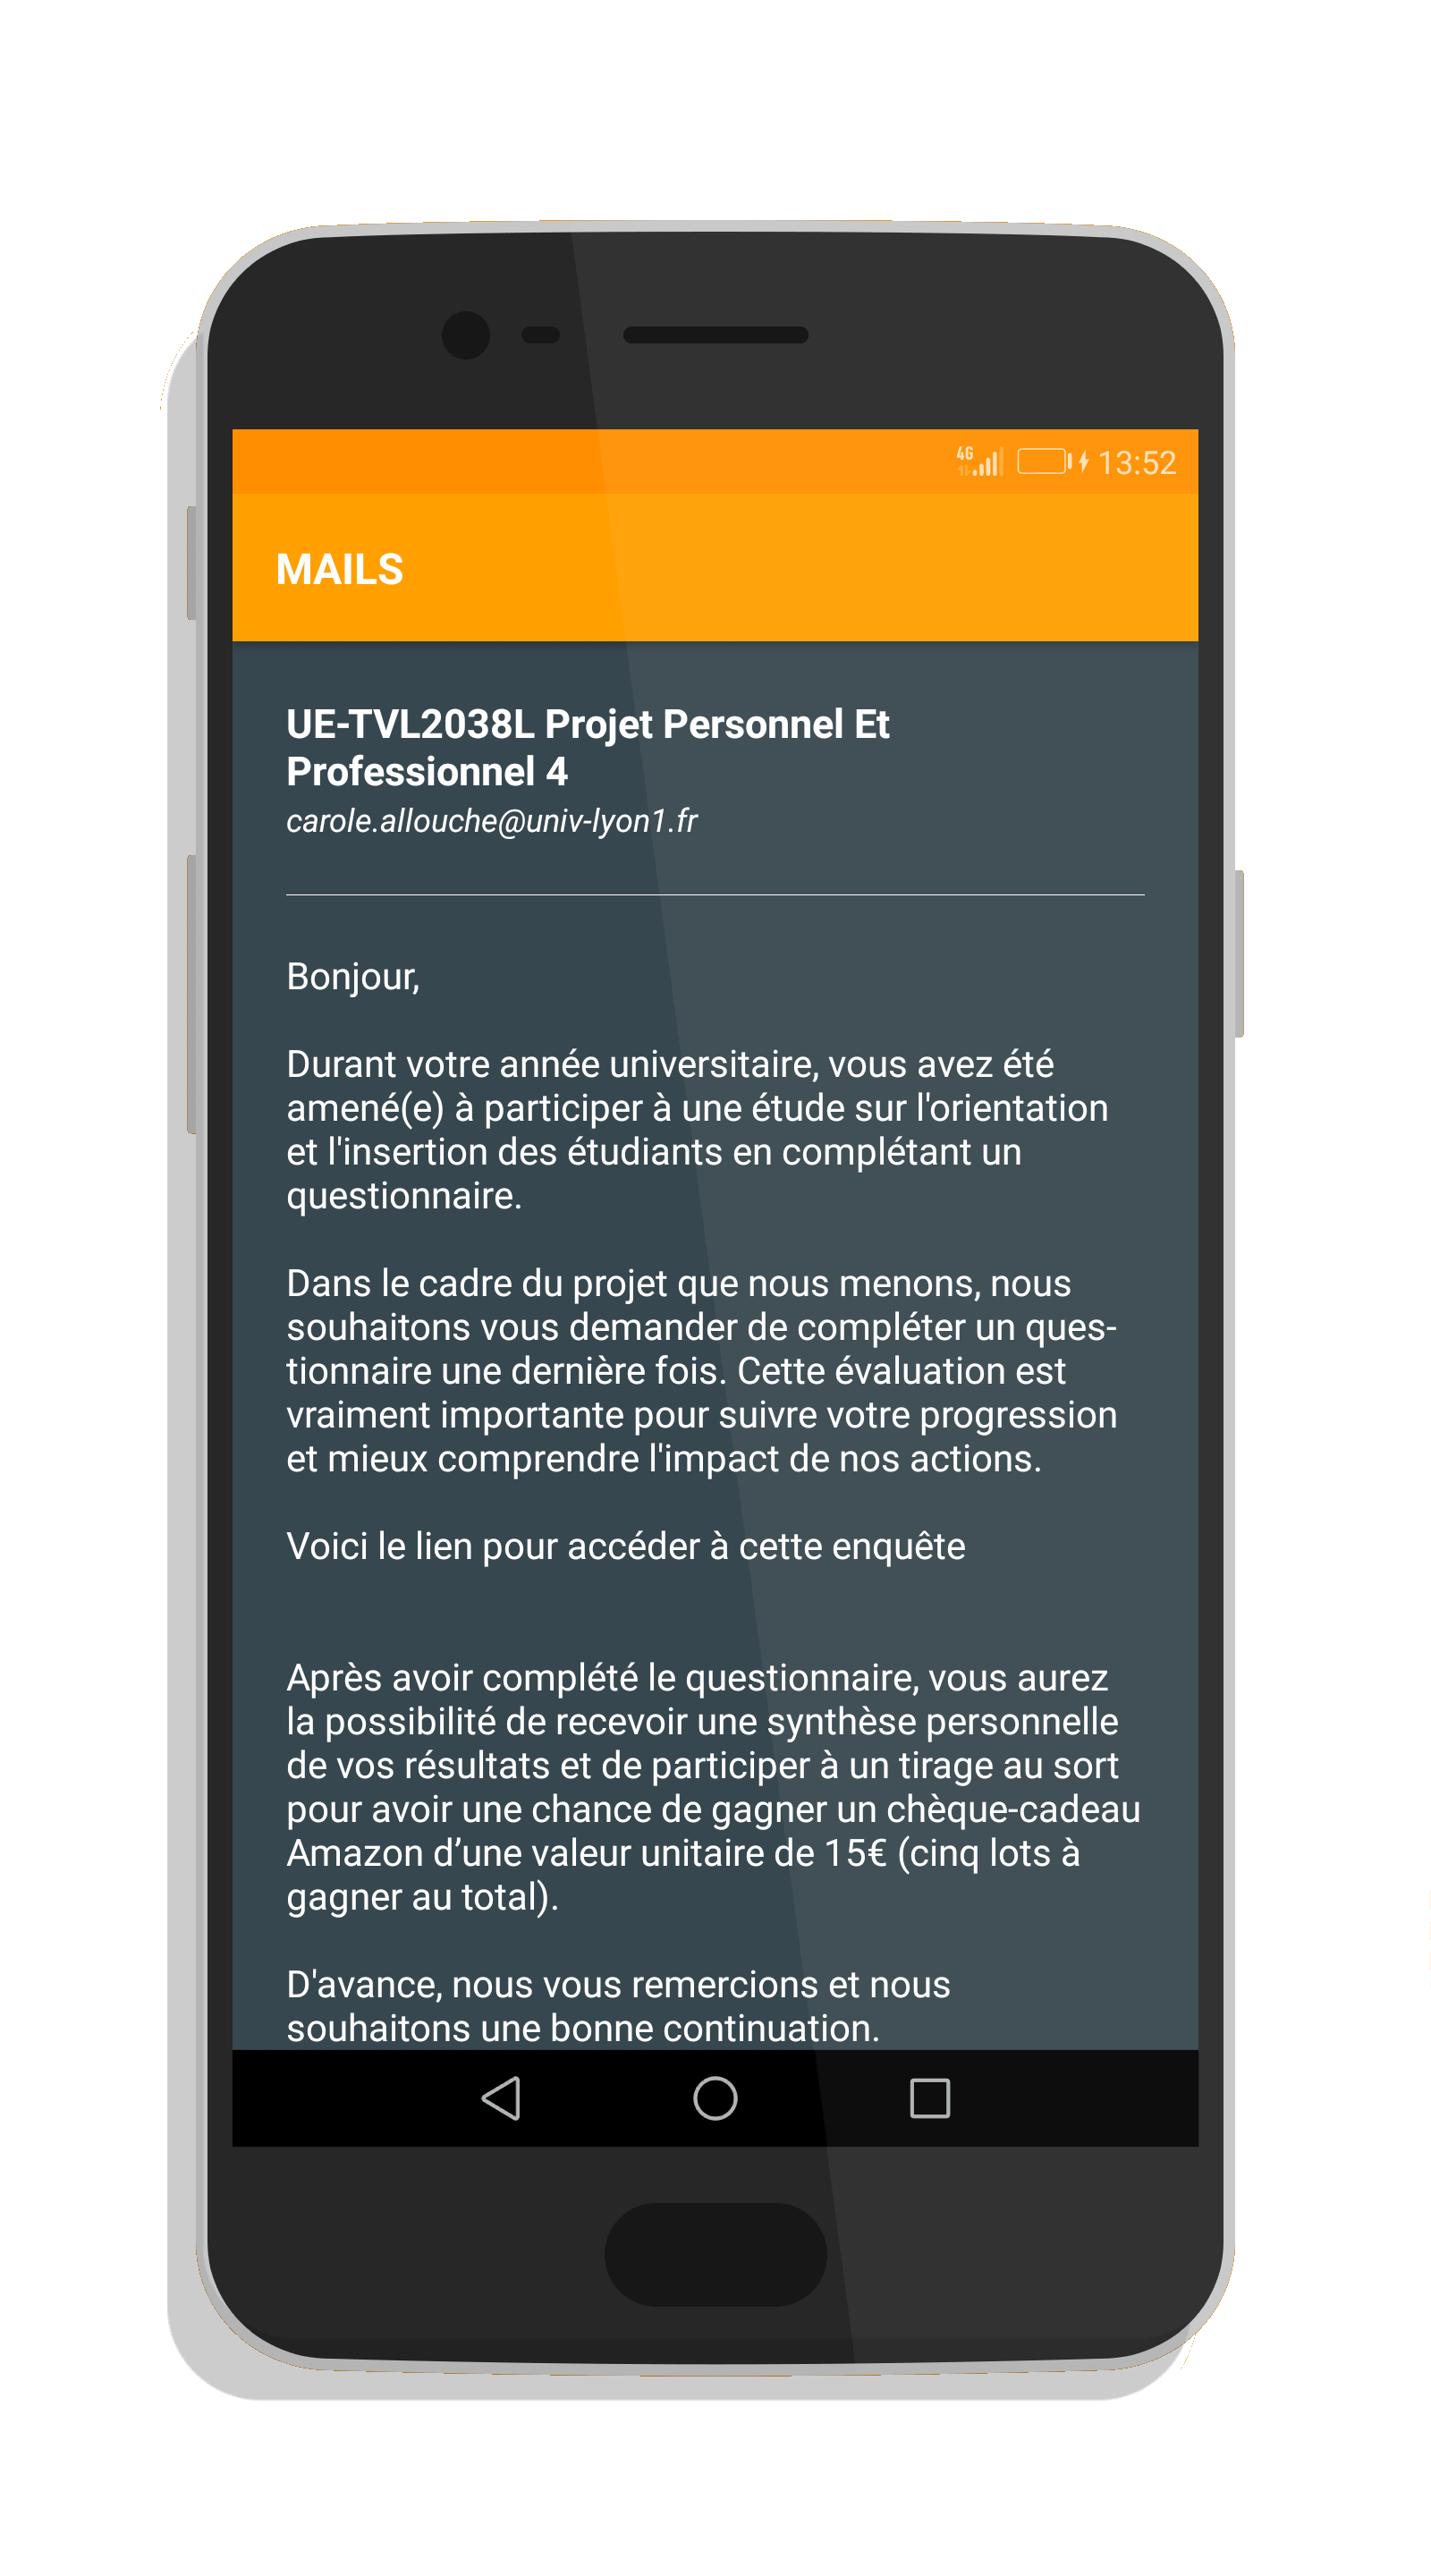 4G 13:52
MAILS
UE-TVL2038L Projet Personnel Et
Professionnel 4
carole.allouche@univ-lyon1.fr
Bonjour,
Durant votre année universitaire, vous avez été
amené(e) à participer à une étude sur l'orientation
et l'insertion des étudiants en complétant un
questionnaire.
Dans le cadre du projet que nous menons, nous
souhaitons vous demander de compléter un ques-
tionnaire une dernière fois. Cette évaluation est
vraiment importante pour suivre votre progression
et mieux comprendre l'impact de nos actions.
Voici le lien pour accéder à cette enquête
Après avoir complété le questionnaire, vous aurez
la possibilité de recevoir une synthèse personnelle
de vos résultats et de participer à un tirage au sort
pour avoir une chance de gagner un chèque-cadeau
Amazon d’une valeur unitaire de 15€ (cinq lots à
gagner au total).
D'avance, nous vous remercions et nous
souhaitons une bonne continuation.